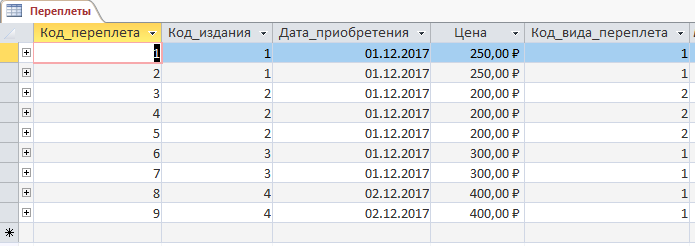 Переплеты
Код_переплета Код_издания Дата_приобретения Цена Код_вида_переплета
1 1 01.12.2017 250,00 ₽ 1
2 1 01.12.2017 250,00 ₽ 1
3 2 01.12.2017 200,00 ₽ 2
4 2 01.12.2017 200,00 ₽ 2
5 2 01.12.2017 200,00 ₽ 2
6 3 01.12.2017 300,00 ₽ 1
7 3 01.12.2017 300,00 ₽ 1
8 4 02.12.2017 400,00 ₽ 1
9 4 02.12.2017 400,00 ₽ 1